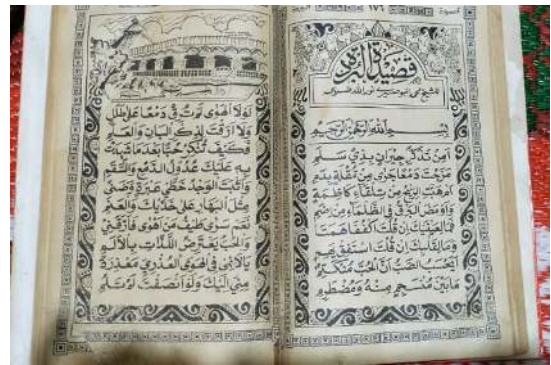 قصيدة البردة
بسم الله الرحمن الرحيم
أمن تذكر جيران بذي سلم
مزجت دمعا جرى من مقلة بدم
أم هبت الريح من تلقاء كاظمة
وأومض البرق في الظلماء من إضم
فما لعينيك إن قلت اكففا همتا
وما لقلبك إن قلت استفق يهم
أيحسب الصب أن الحب منكتم
ما بين منسجم منه ومضطرم
لولا الهوى لم ترق دمعا على طلل
ولا أرقت لذكر البان والعلم
فكيف تنكر حبا بعد ما شهدت
به عليك عدول الدمع والسقم
وأثبت الوجد خطي عبرة وضنى
مثل البهار على خديك والعنم
نعم سرى طيف من أهوى فأرقني
والحب يعترض اللذات بالألم
يا لائمي في الهوى العذري معذرة
مني إليك ولو أنصفت لم تلم